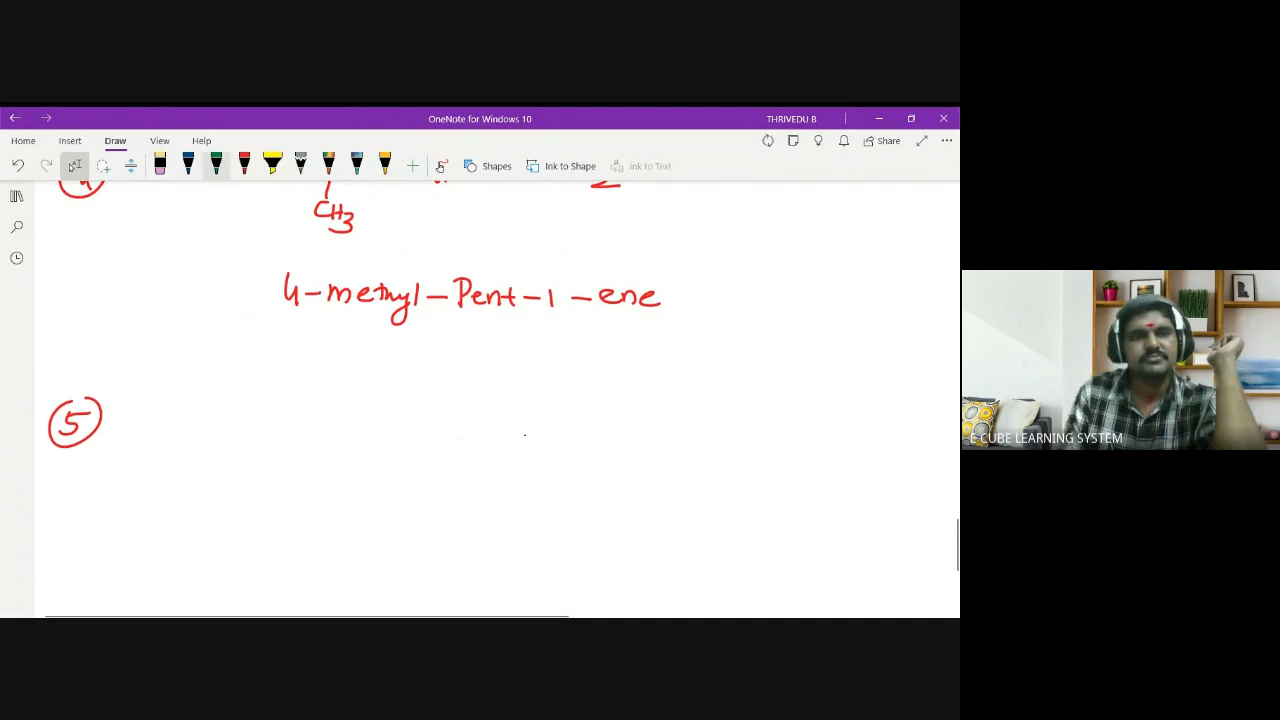 OneNote for Windows 10
THRIVEDU B
Home Insert Draw View Help
Share
Shapes Ink to Shape Ink to Text
4
CH3
4-methyl-Pent-1-ene
5
E CUBE LEARNING SYSTEM